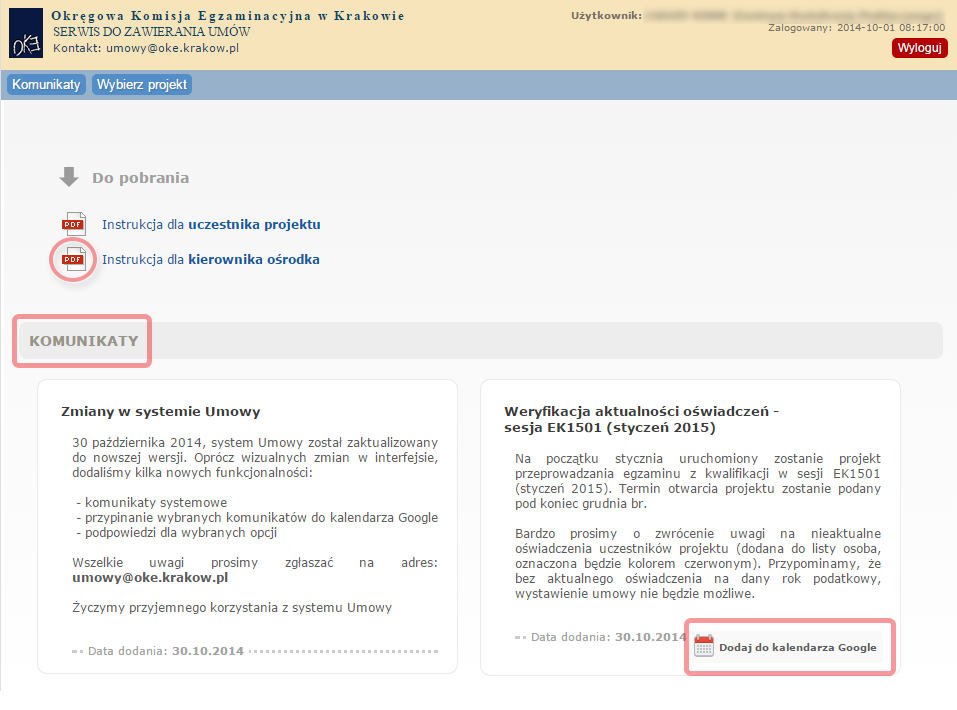 OKE
Okręgowa Komisja Egzaminacyjna w Krakowie
SERWIS DO ZAWIERANIA UMÓW
Kontakt: umowy@oke.krakow.pl
Użytkownik:
Zalogowany: 2014-10-01 08:17:00
Wyloguj
Komunikaty
Wybierz projekt
Do pobrania
PDF
Instrukcja dla uczestnika projektu
PDF
Instrukcja dla kierownika ośrodka
KOMUNIKATY
Zmiany w systemie Umowy
30 października 2014, system Umowy został zaktualizowany
do nowszej wersji. Oprócz wizualnych zmian w interfejsie,
dodaliśmy kilka nowych funkcjonalności:
- komunikaty systemowe
- przypinanie wybranych komunikatów do kalendarza Google
- podpowiedzi dla wybranych opcji
Wszelkie uwagi prosimy zgłaszać na adres:
umowy@oke.krakow.pl
Życzymy przyjemnego korzystania z systemu Umowy
Data dodania: 30.10.2014
Weryfikacja aktualności oświadczeń -
sesja EK1501 (styczeń 2015)
Na początku stycznia uruchomiony zostanie projekt
przeprowadzania egzaminu z kwalifikacji w sesji EK1501
(styczeń 2015). Termin otwarcia projektu zostanie podany
pod koniec grudnia br.
Bardzo prosimy o zwrócenie uwagi na nieaktualne
oświadczenia uczestników projektu (dodana do listy osoba,
oznaczona będzie kolorem czerwonym). Przypominamy, że
bez aktualnego oświadczenia na dany rok podatkowy,
wystawienie umowy nie będzie możliwe.
Data dodania: 30.10.2014
Dodaj do kalendarza Google